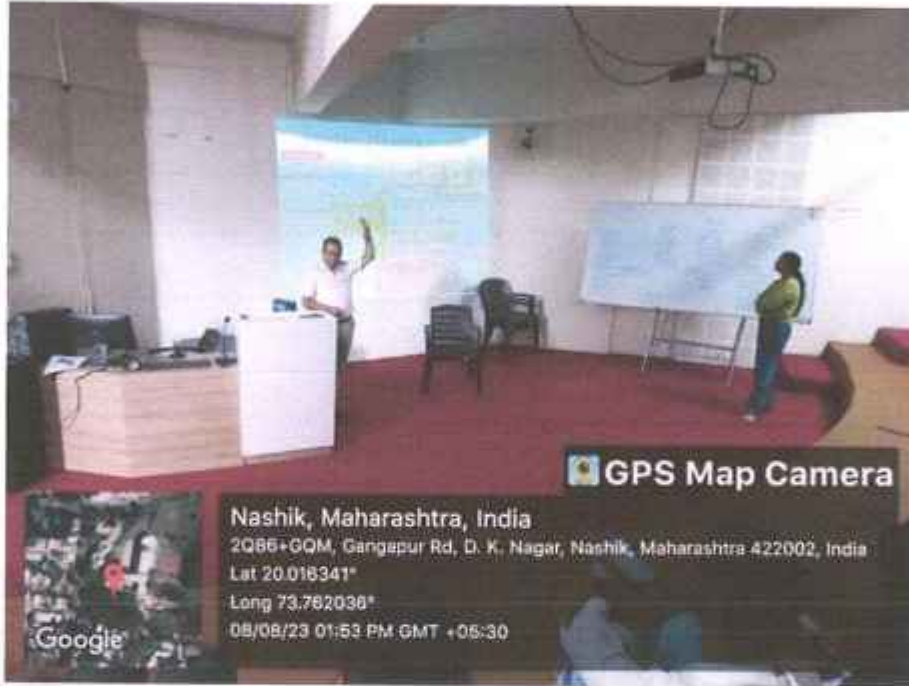 GPS Map Camera
Nashik, Maharashtra, India
2Q86+GQM, Gangapur Rd, D. K. Nagar, Nashik, Maharashtra 422002, India
Lat 20.016341°
Long 73.762036°
08/08/23 01:53 PM GMT +05:30
Google